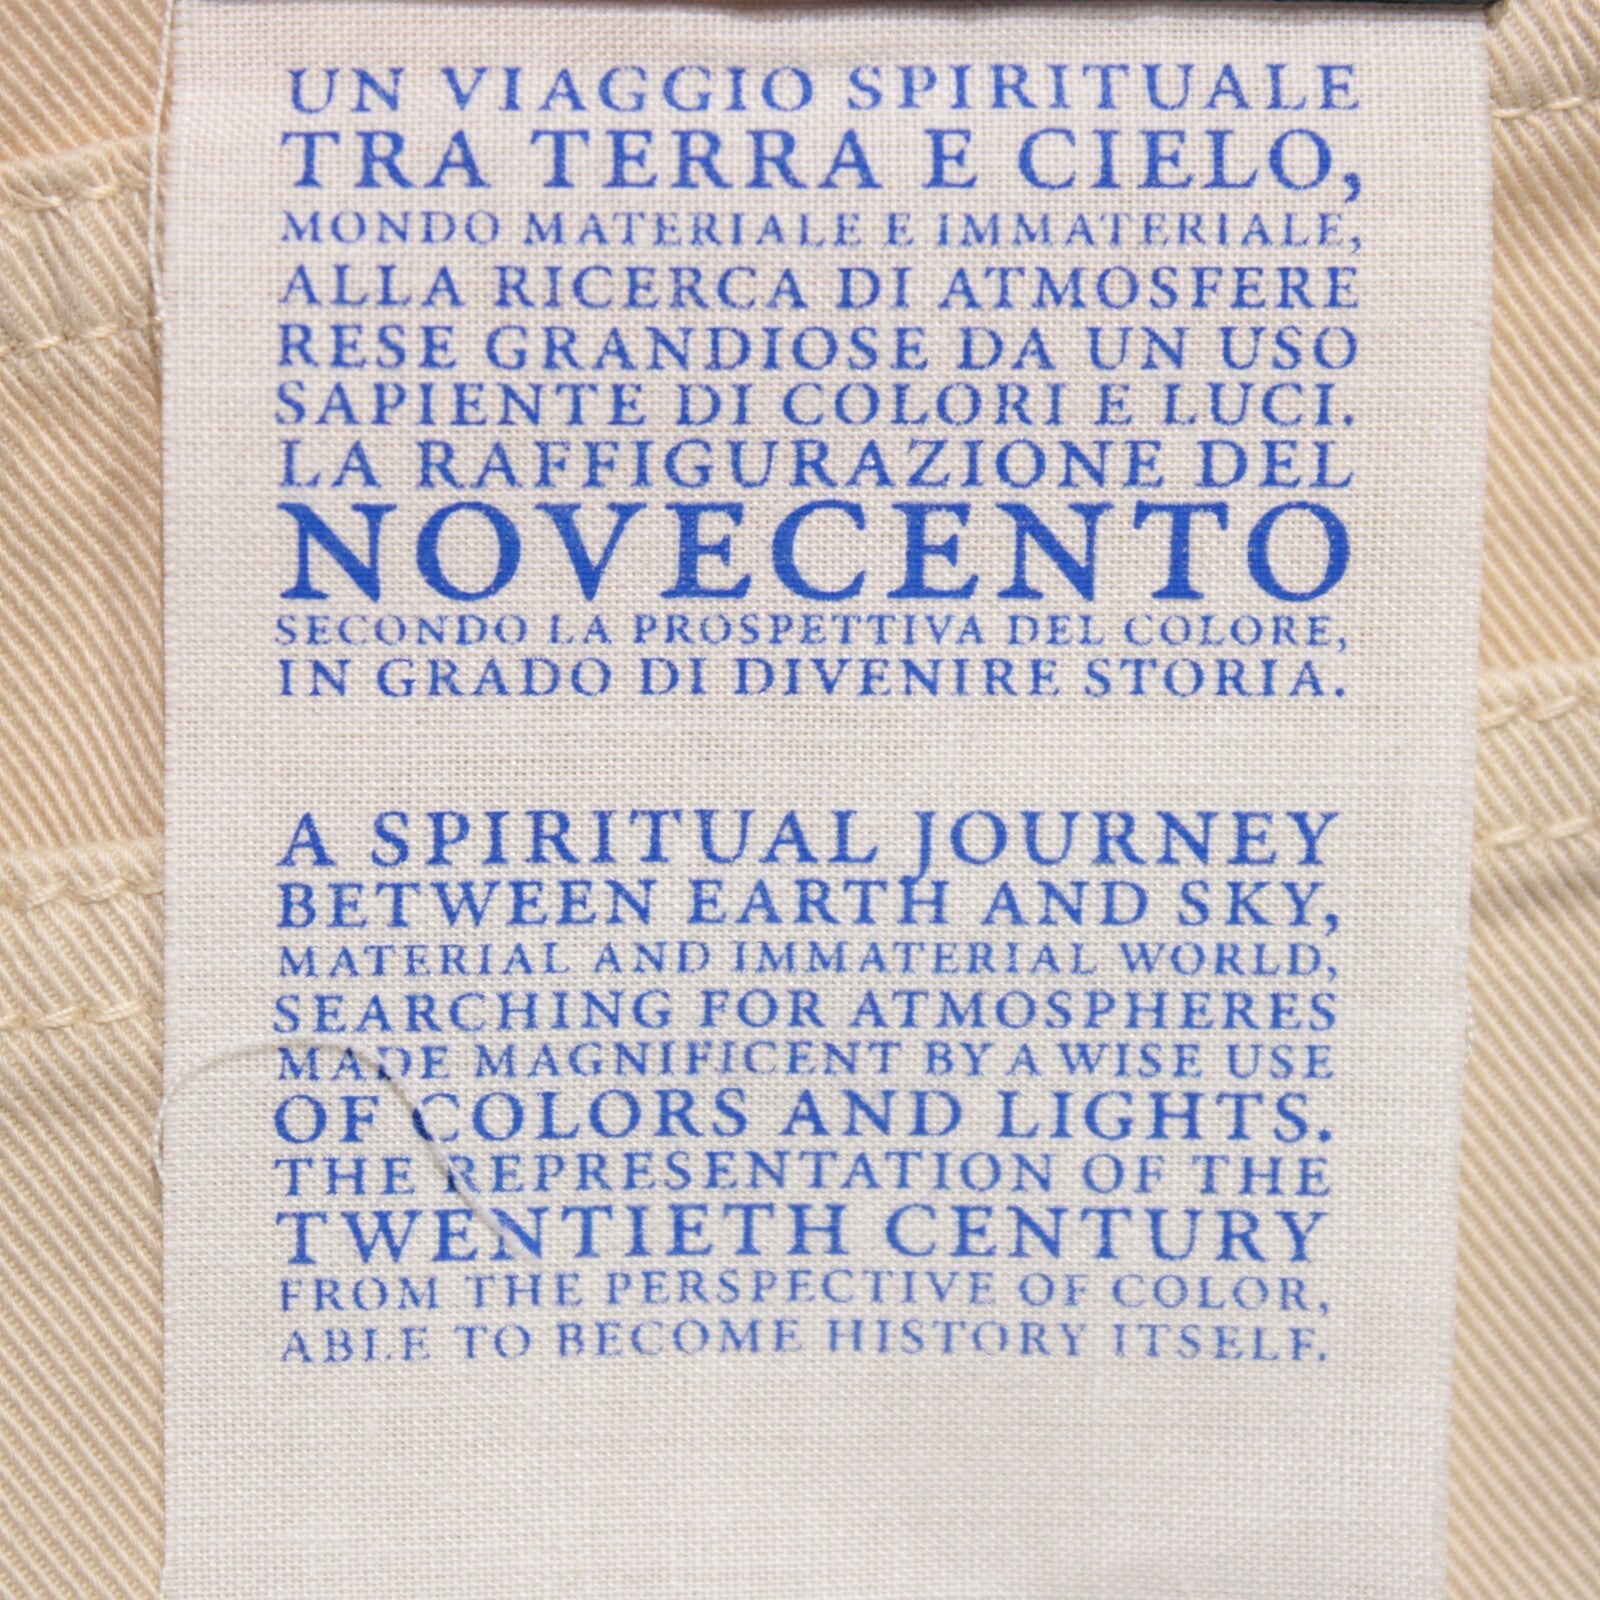 UN VIAGGIO SPIRITUALE
TRA TERRA E CIELO,
MONDO MATERIALE E IMMATERIALE,
ALLA RICERCA DI ATMOSFERE
RESE GRANDIOSE DA UN USO
SAPIENTE DI COLORI E LUCI.
LA RAFFIGURAZIONE DEL
NOVECENTO
SECONDO LA PROSPETTIVA DEL COLORE,
IN GRADO DI DIVENIRE STORIA.
A SPIRITUAL JOURNEY
BETWEEN EARTH AND SKY,
MATERIAL AND IMMATERIAL WORLD,
SEARCHING FOR ATMOSPHERES
MADE MAGNIFICENT BY A WISE USE
OF COLORS AND LIGHTS.
THE REPRESENTATION OF THE
TWENTIETH CENTURY
FROM THE PERSPECTIVE OF COLOR,
ABLE TO BECOME HISTORY ITSELF.